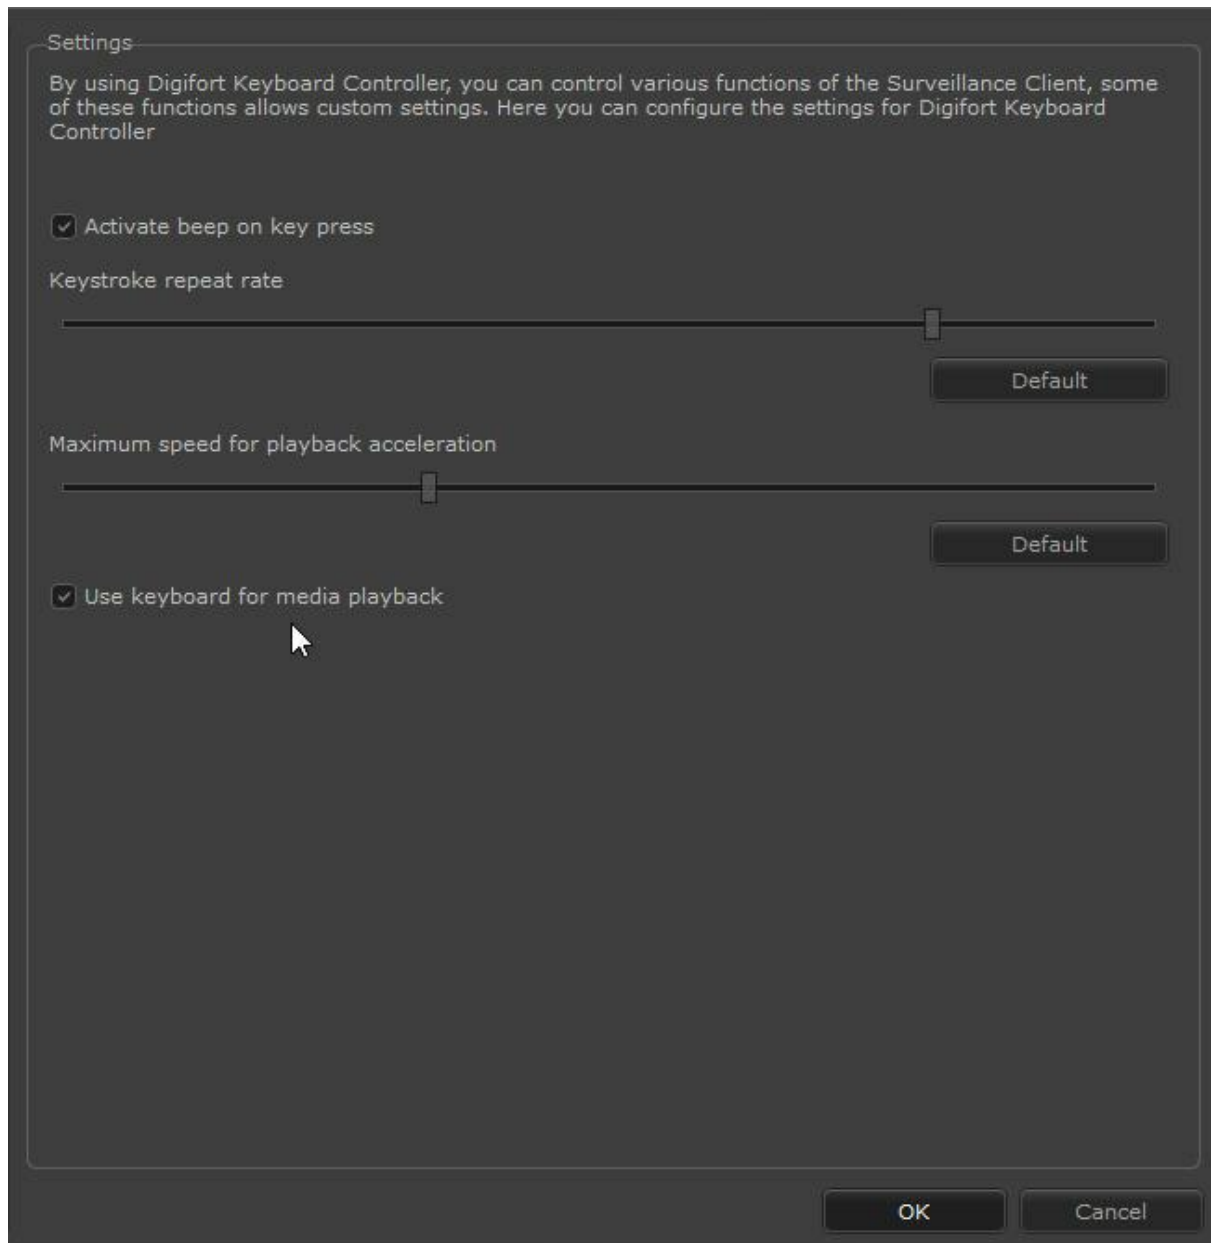 Settings
By using Digifort Keyboard Controller, you can control various functions of the Surveillance Client, some
of these functions allows custom settings. Here you can configure the settings for Digifort Keyboard
Controller
Activate beep on key press
Keystroke repeat rate
Default
Maximum speed for playback acceleration
Default
Use keyboard for media playback
OK
Cancel